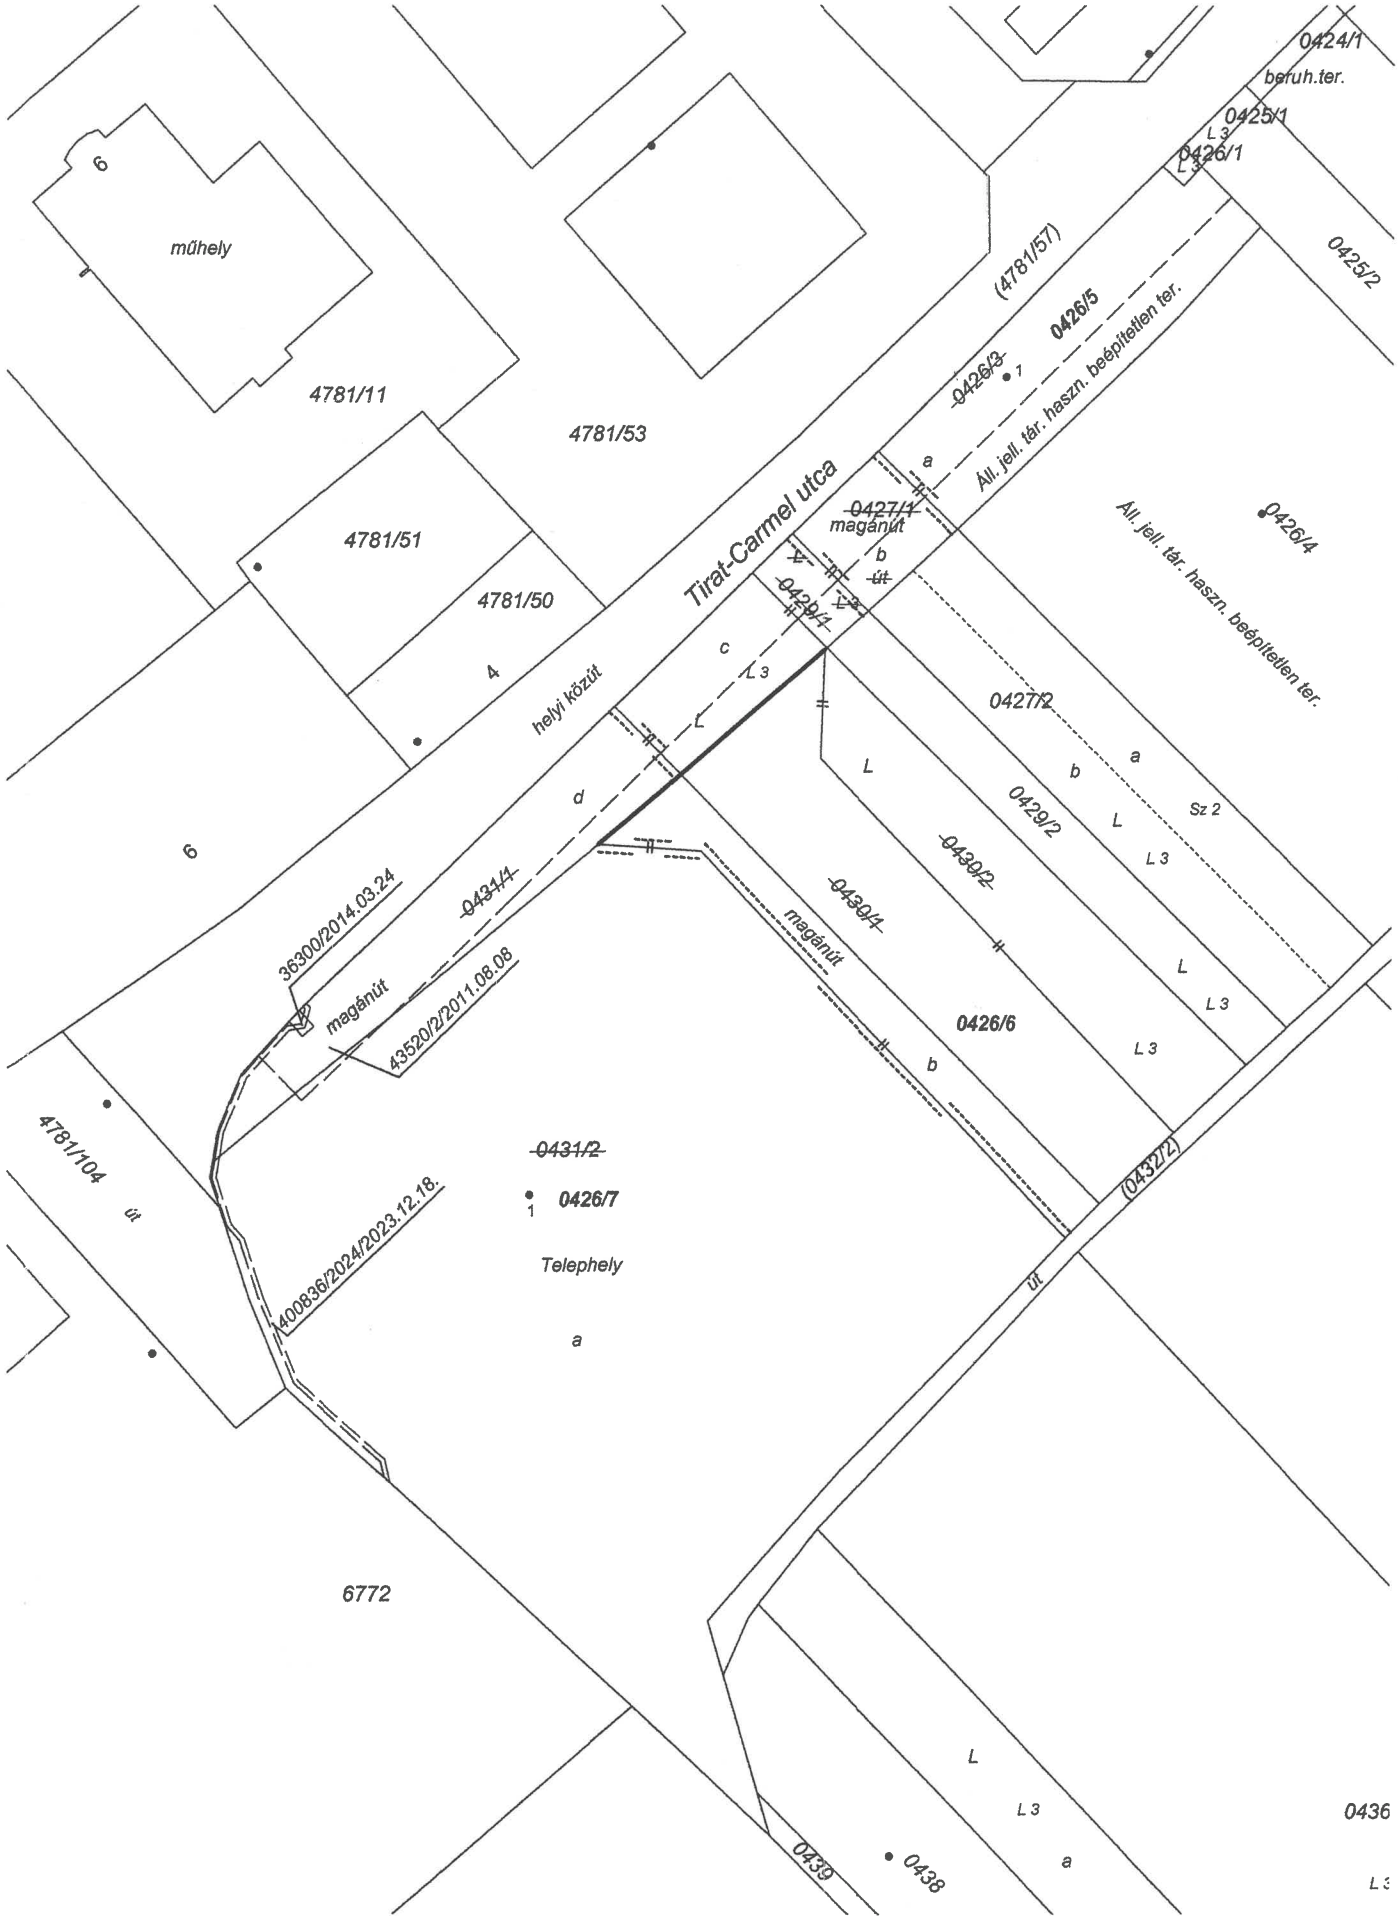 0424/1
beruh.ter.
0425/1
L 3
0426/1
L 3
6
műhely
(4781/57)
0425/2
0426/5
Áll. jell. tár. haszn. beépítetlen ter.
0426/3
1
4781/11
4781/53
a
Tirat-Carmel utca
0427/1
magánút
b
út
0426/4
Áll. jell. tár. haszn. beépítetlen ter.
4781/51
4781/50
4
L
0429/1
L 3
c
L 3
helyi közút
L
0427/2
a
b
Sz 2
L
L 3
0429/2
L
L 3
d
L
0430/2
L 3
0430/1
magánút
6
0431/1
36300/2014.03.24
magánút
43520/2/2011.08.08
0426/6
b
4781/104
út
0431/2
0426/7
1
Telephely
a
400836/2024/2023.12.18.
(0432/2)
út
6772
L
L 3
a
0436
L 3
0439
0438